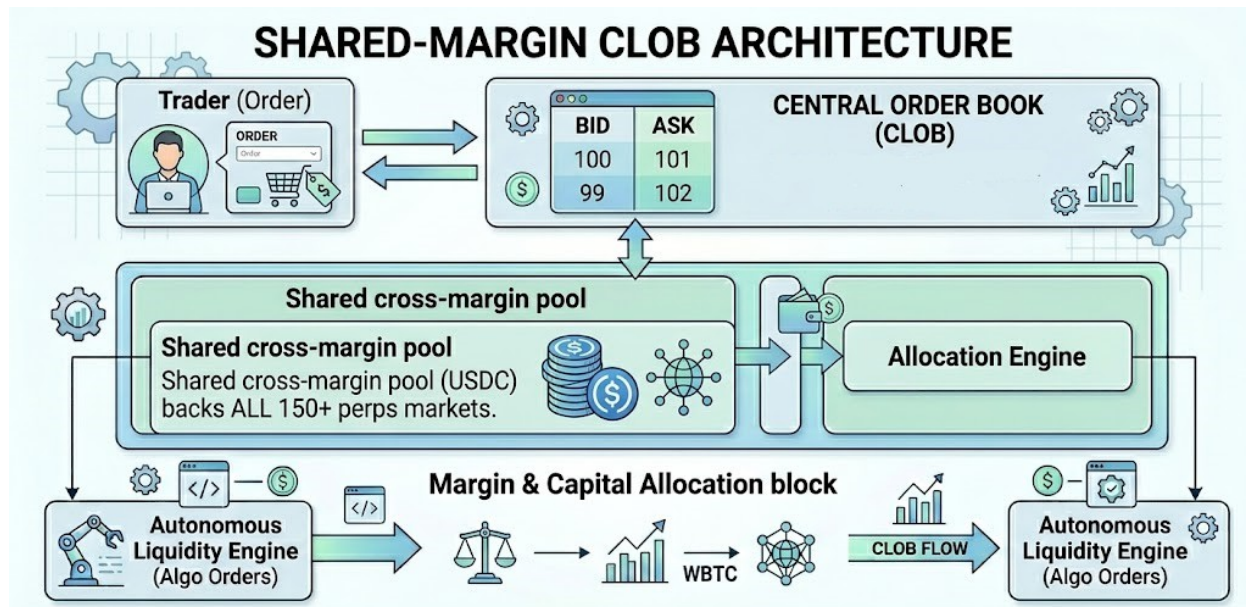 SHARED-MARGIN CLOB ARCHITECTURE
Trader (Order)
ORDER
Order
$
BID ASK
100 101
99 102
$
CENTRAL ORDER BOOK
(CLOB)
Shared cross-margin pool
Shared cross-margin pool
Shared cross-margin pool (USDC)
backs ALL 150+ perps markets.
$
$
$
Allocation Engine
</>
$
Margin & Capital Allocation block
</>
Autonomous
Liquidity Engine
(Algo Orders)
WBTC
CLOB FLOW
$
Autonomous
Liquidity Engine
(Algo Orders)